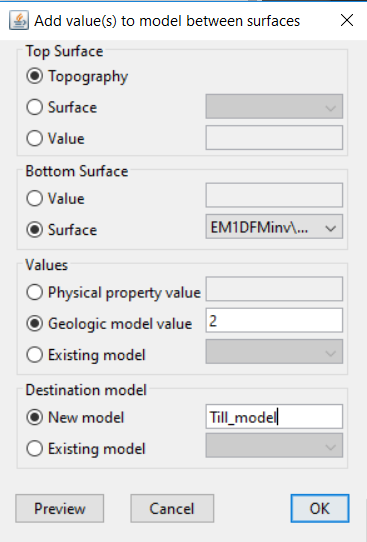 Add value(s) to model between surfaces
Top Surface
Topography
Surface
Value
Bottom Surface
Value
Surface EM1DFMinv\...
Values
Physical property value
Geologic model value 2
Existing model
Destination model
New model Till_model
Existing model
Preview Cancel OK